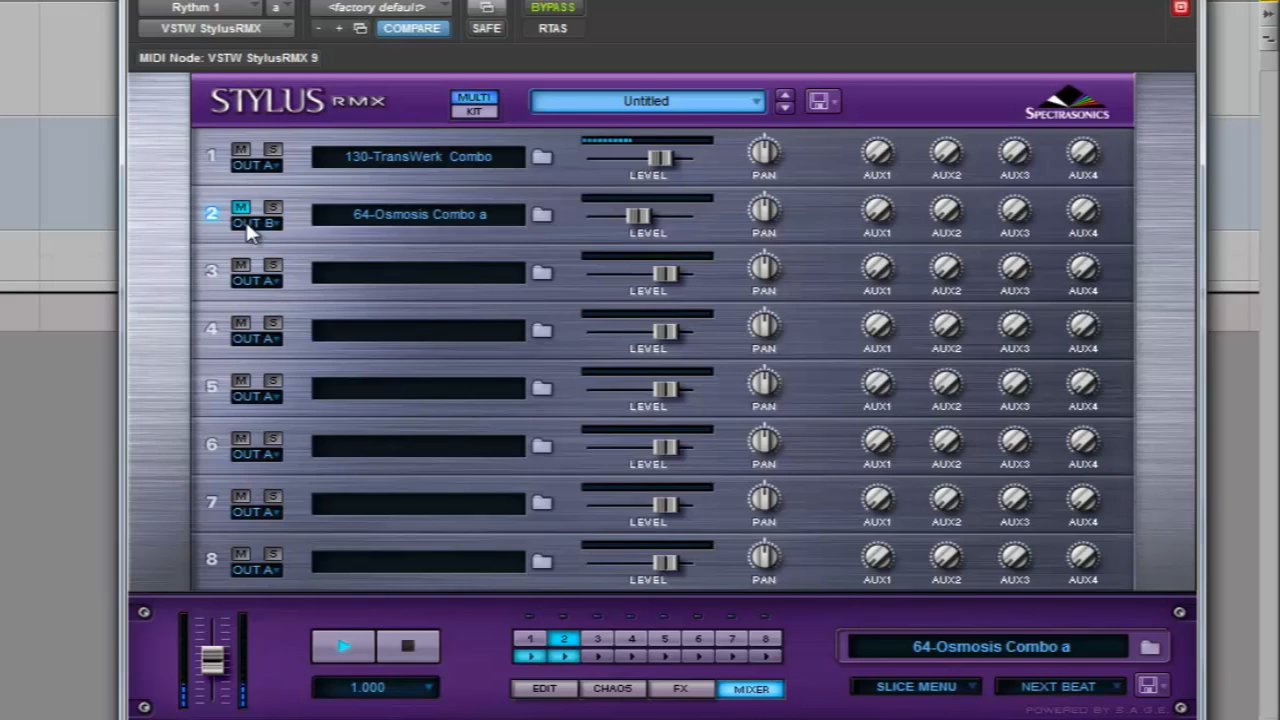 Rythm 1 a <factory default> BYPASS
VSTW StylusRMX - + COMPARE SAFE RTAS
MIDI Node: VSTW StylusRMX 9
STYLUS RMX MULTI KIT Untitled SPECTRASONICS
1 M S OUT A 130-TransWerk Combo LEVEL PAN AUX1 AUX2 AUX3 AUX4
2 M S OUT B 64-Osmosis Combo a LEVEL PAN AUX1 AUX2 AUX3 AUX4
3 M S OUT A LEVEL PAN AUX1 AUX2 AUX3 AUX4
4 M S OUT A LEVEL PAN AUX1 AUX2 AUX3 AUX4
5 M S OUT A LEVEL PAN AUX1 AUX2 AUX3 AUX4
6 M S OUT A LEVEL PAN AUX1 AUX2 AUX3 AUX4
7 M S OUT A LEVEL PAN AUX1 AUX2 AUX3 AUX4
8 M S OUT A LEVEL PAN AUX1 AUX2 AUX3 AUX4
1 2 3 4 5 6 7 8 64-Osmosis Combo a
1.000 EDIT CHAOS FX MIXER SLICE MENU NEXT BEAT
POWERED BY S.A.G.E.